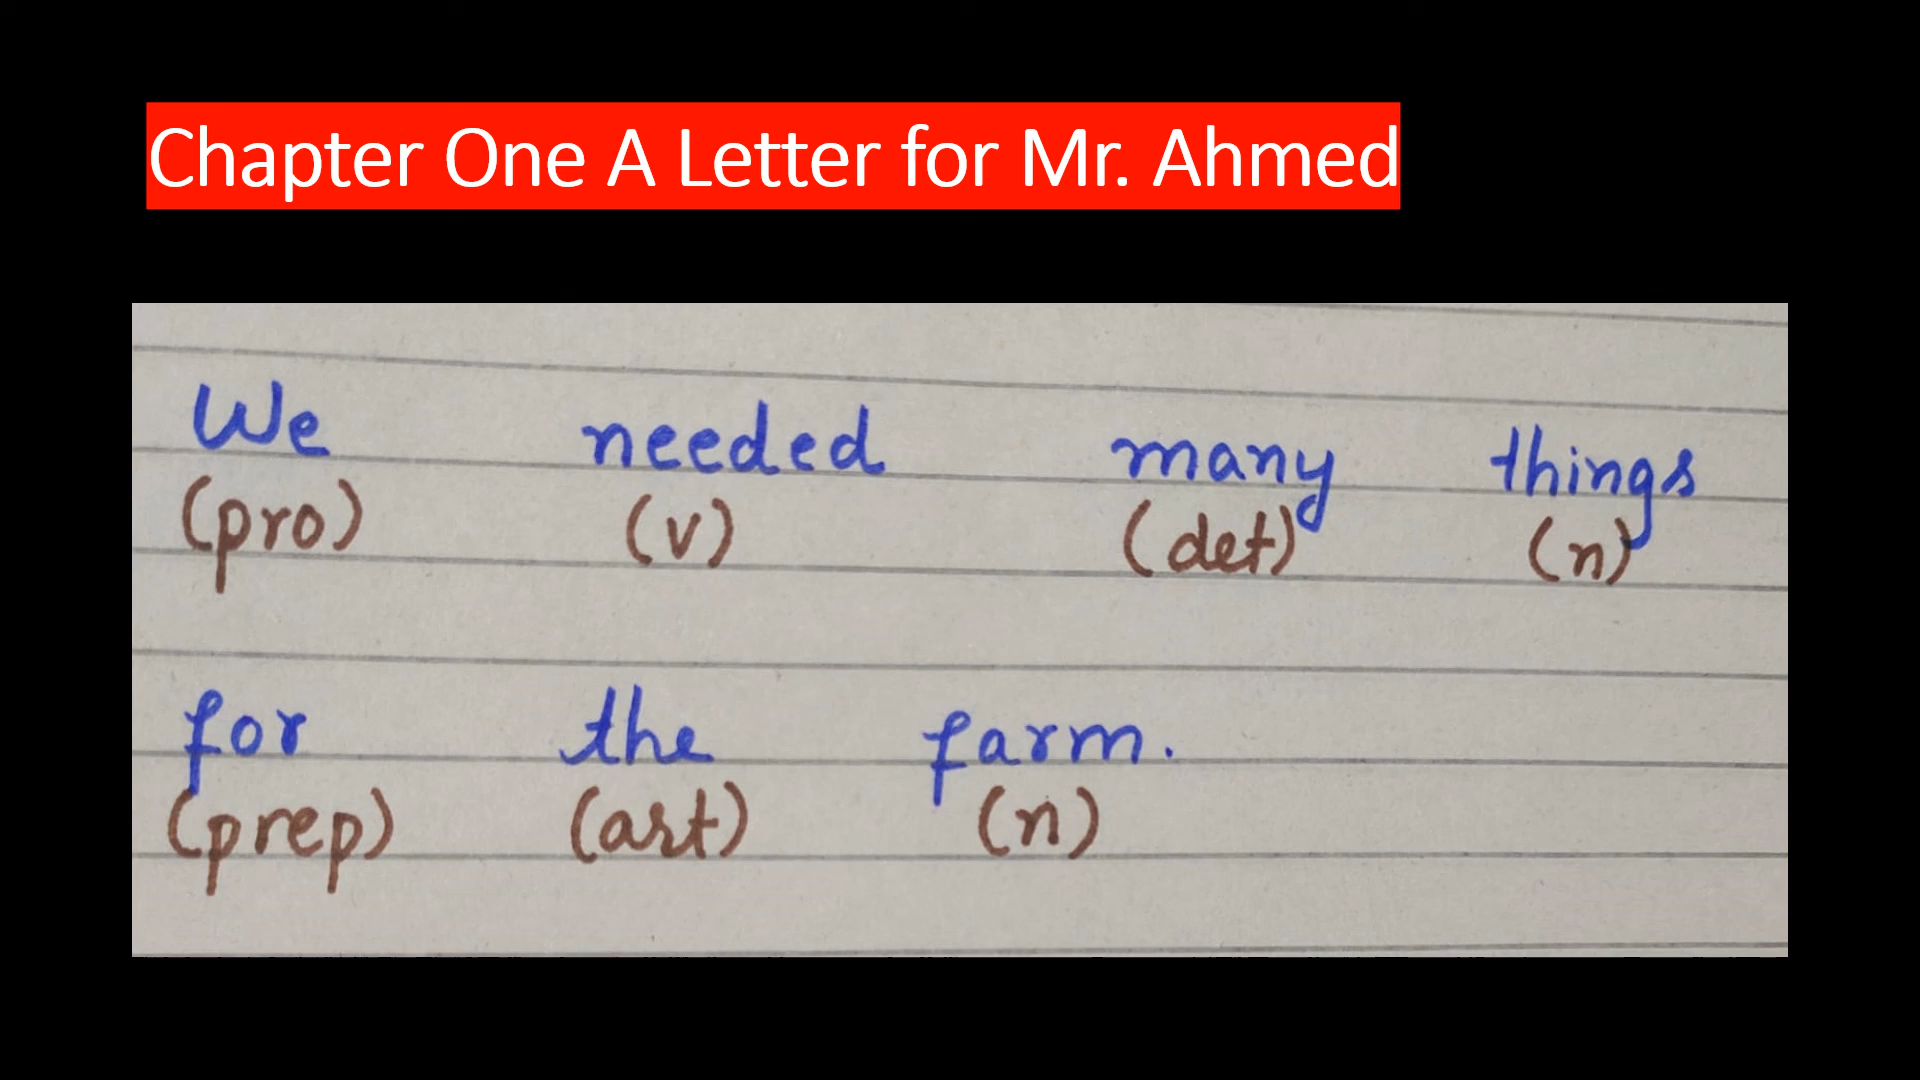 Chapter One A Letter for Mr. Ahmed
We needed many things
(pro) (v) (det) (n)
for the farm.
(prep) (art) (n)